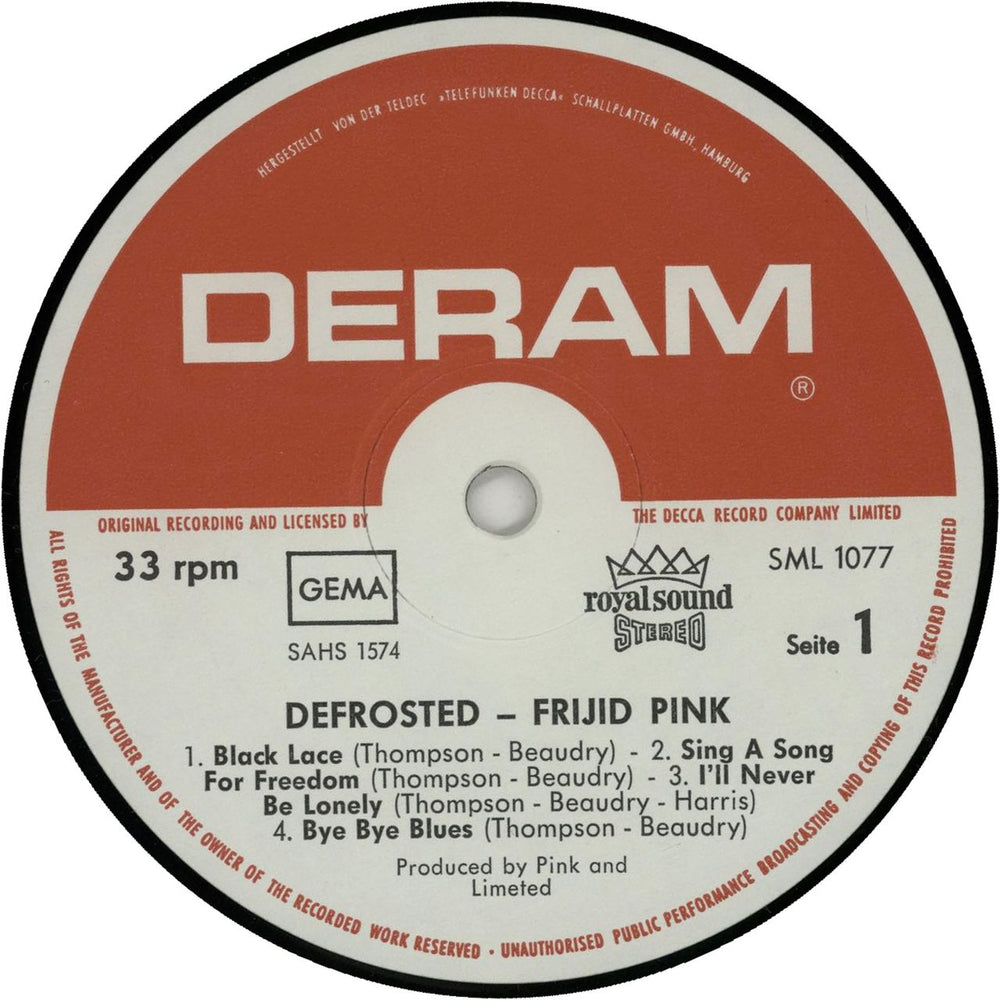 HERGESTELLT VON DER TELDEC »TELEFUNKEN DECCA« SCHALLPLATTEN GMBH, HAMBURG
DERAM
®
ORIGINAL RECORDING AND LICENSED BY THE DECCA RECORD COMPANY LIMITED
33 rpm
GEMA
SAHS 1574
royal sound
STEREO
SML 1077
Seite 1
DEFROSTED – FRIJID PINK
1. Black Lace (Thompson - Beaudry) - 2. Sing A Song
For Freedom (Thompson - Beaudry) - 3. I'll Never
Be Lonely (Thompson - Beaudry - Harris)
4. Bye Bye Blues (Thompson - Beaudry)
Produced by Pink and
Limeted
ALL RIGHTS OF THE MANUFACTURER AND OF THE OWNER OF THE RECORDED WORK RESERVED · UNAUTHORISED PUBLIC PERFORMANCE BROADCASTING AND COPYING OF THIS RECORD PROHIBITED